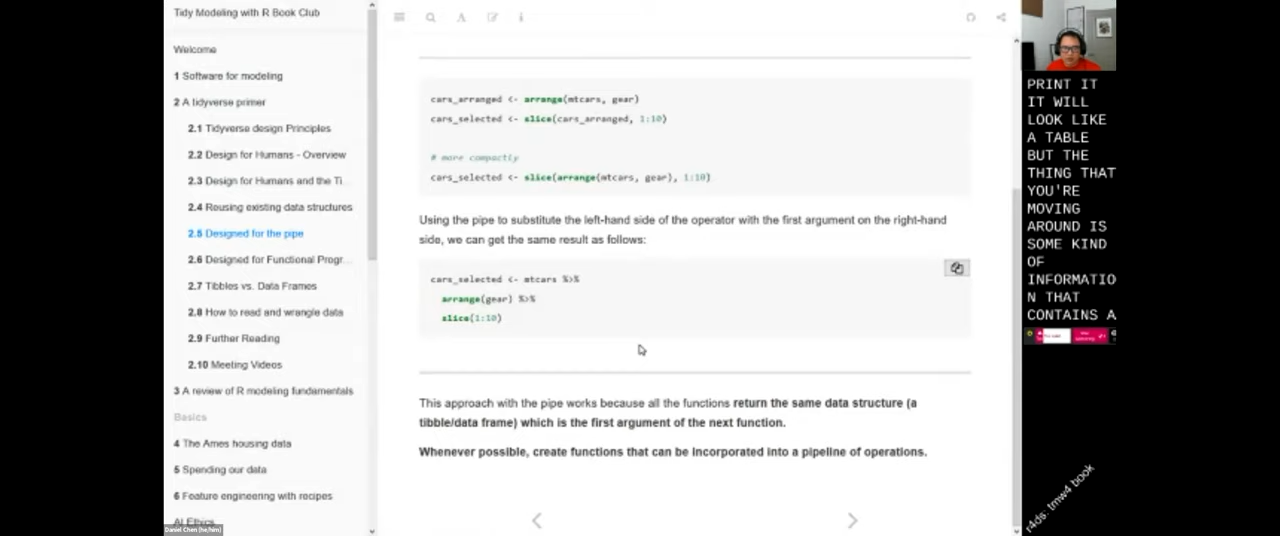 Tidy Modeling with R Book Club
Welcome
1 Software for modeling
2 A tidyverse primer
2.1 Tidyverse design Principles
2.2 Design for Humans - Overview
2.3 Design for Humans and the Ti...
2.4 Reusing existing data structures
2.5 Designed for the pipe
2.6 Designed for Functional Progr...
2.7 Tibbles vs. Data Frames
2.8 How to read and wrangle data
2.9 Further Reading
2.10 Meeting Videos
3 A review of R modeling fundamentals
Basics
4 The Ames housing data
5 Spending our data
6 Feature engineering with recipes
AI Ethics
Daniel Chen (he/him)
cars_arranged <- arrange(mtcars, gear)
cars_selected <- slice(cars_arranged, 1:10)
# more compactly
cars_selected <- slice(arrange(mtcars, gear), 1:10)
Using the pipe to substitute the left-hand side of the operator with the first argument on the right-hand
side, we can get the same result as follows:
cars_selected <- mtcars %>%
arrange(gear) %>%
slice(1:10)
This approach with the pipe works because all the functions return the same data structure (a
tibble/data frame) which is the first argument of the next function.
Whenever possible, create functions that can be incorporated into a pipeline of operations.
PRINT IT
IT WILL
LOOK LIKE
A TABLE
BUT THE
THING THAT
YOU'RE
MOVING
AROUND IS
SOME KIND
OF
INFORMATIO
N THAT
CONTAINS A
r4ds: tmw4 book